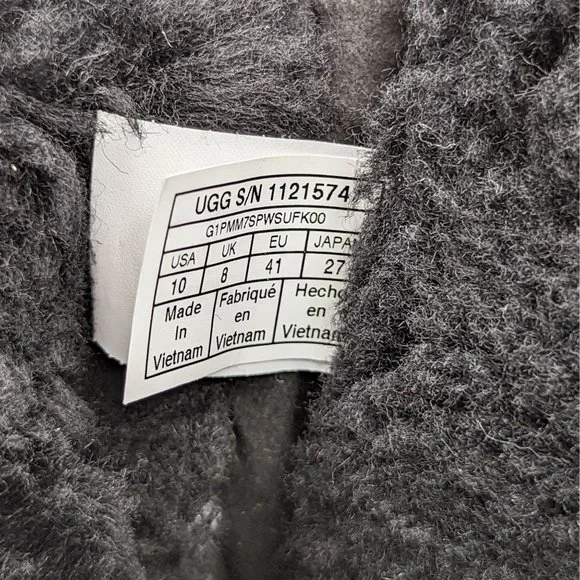 UGG S/N 1121574
G1PMM7SPWSUFK00
USA UK EU JAPAN
10 8 41 27
Made Fabriqué Hecho
In en en
Vietnam Vietnam Vietnam